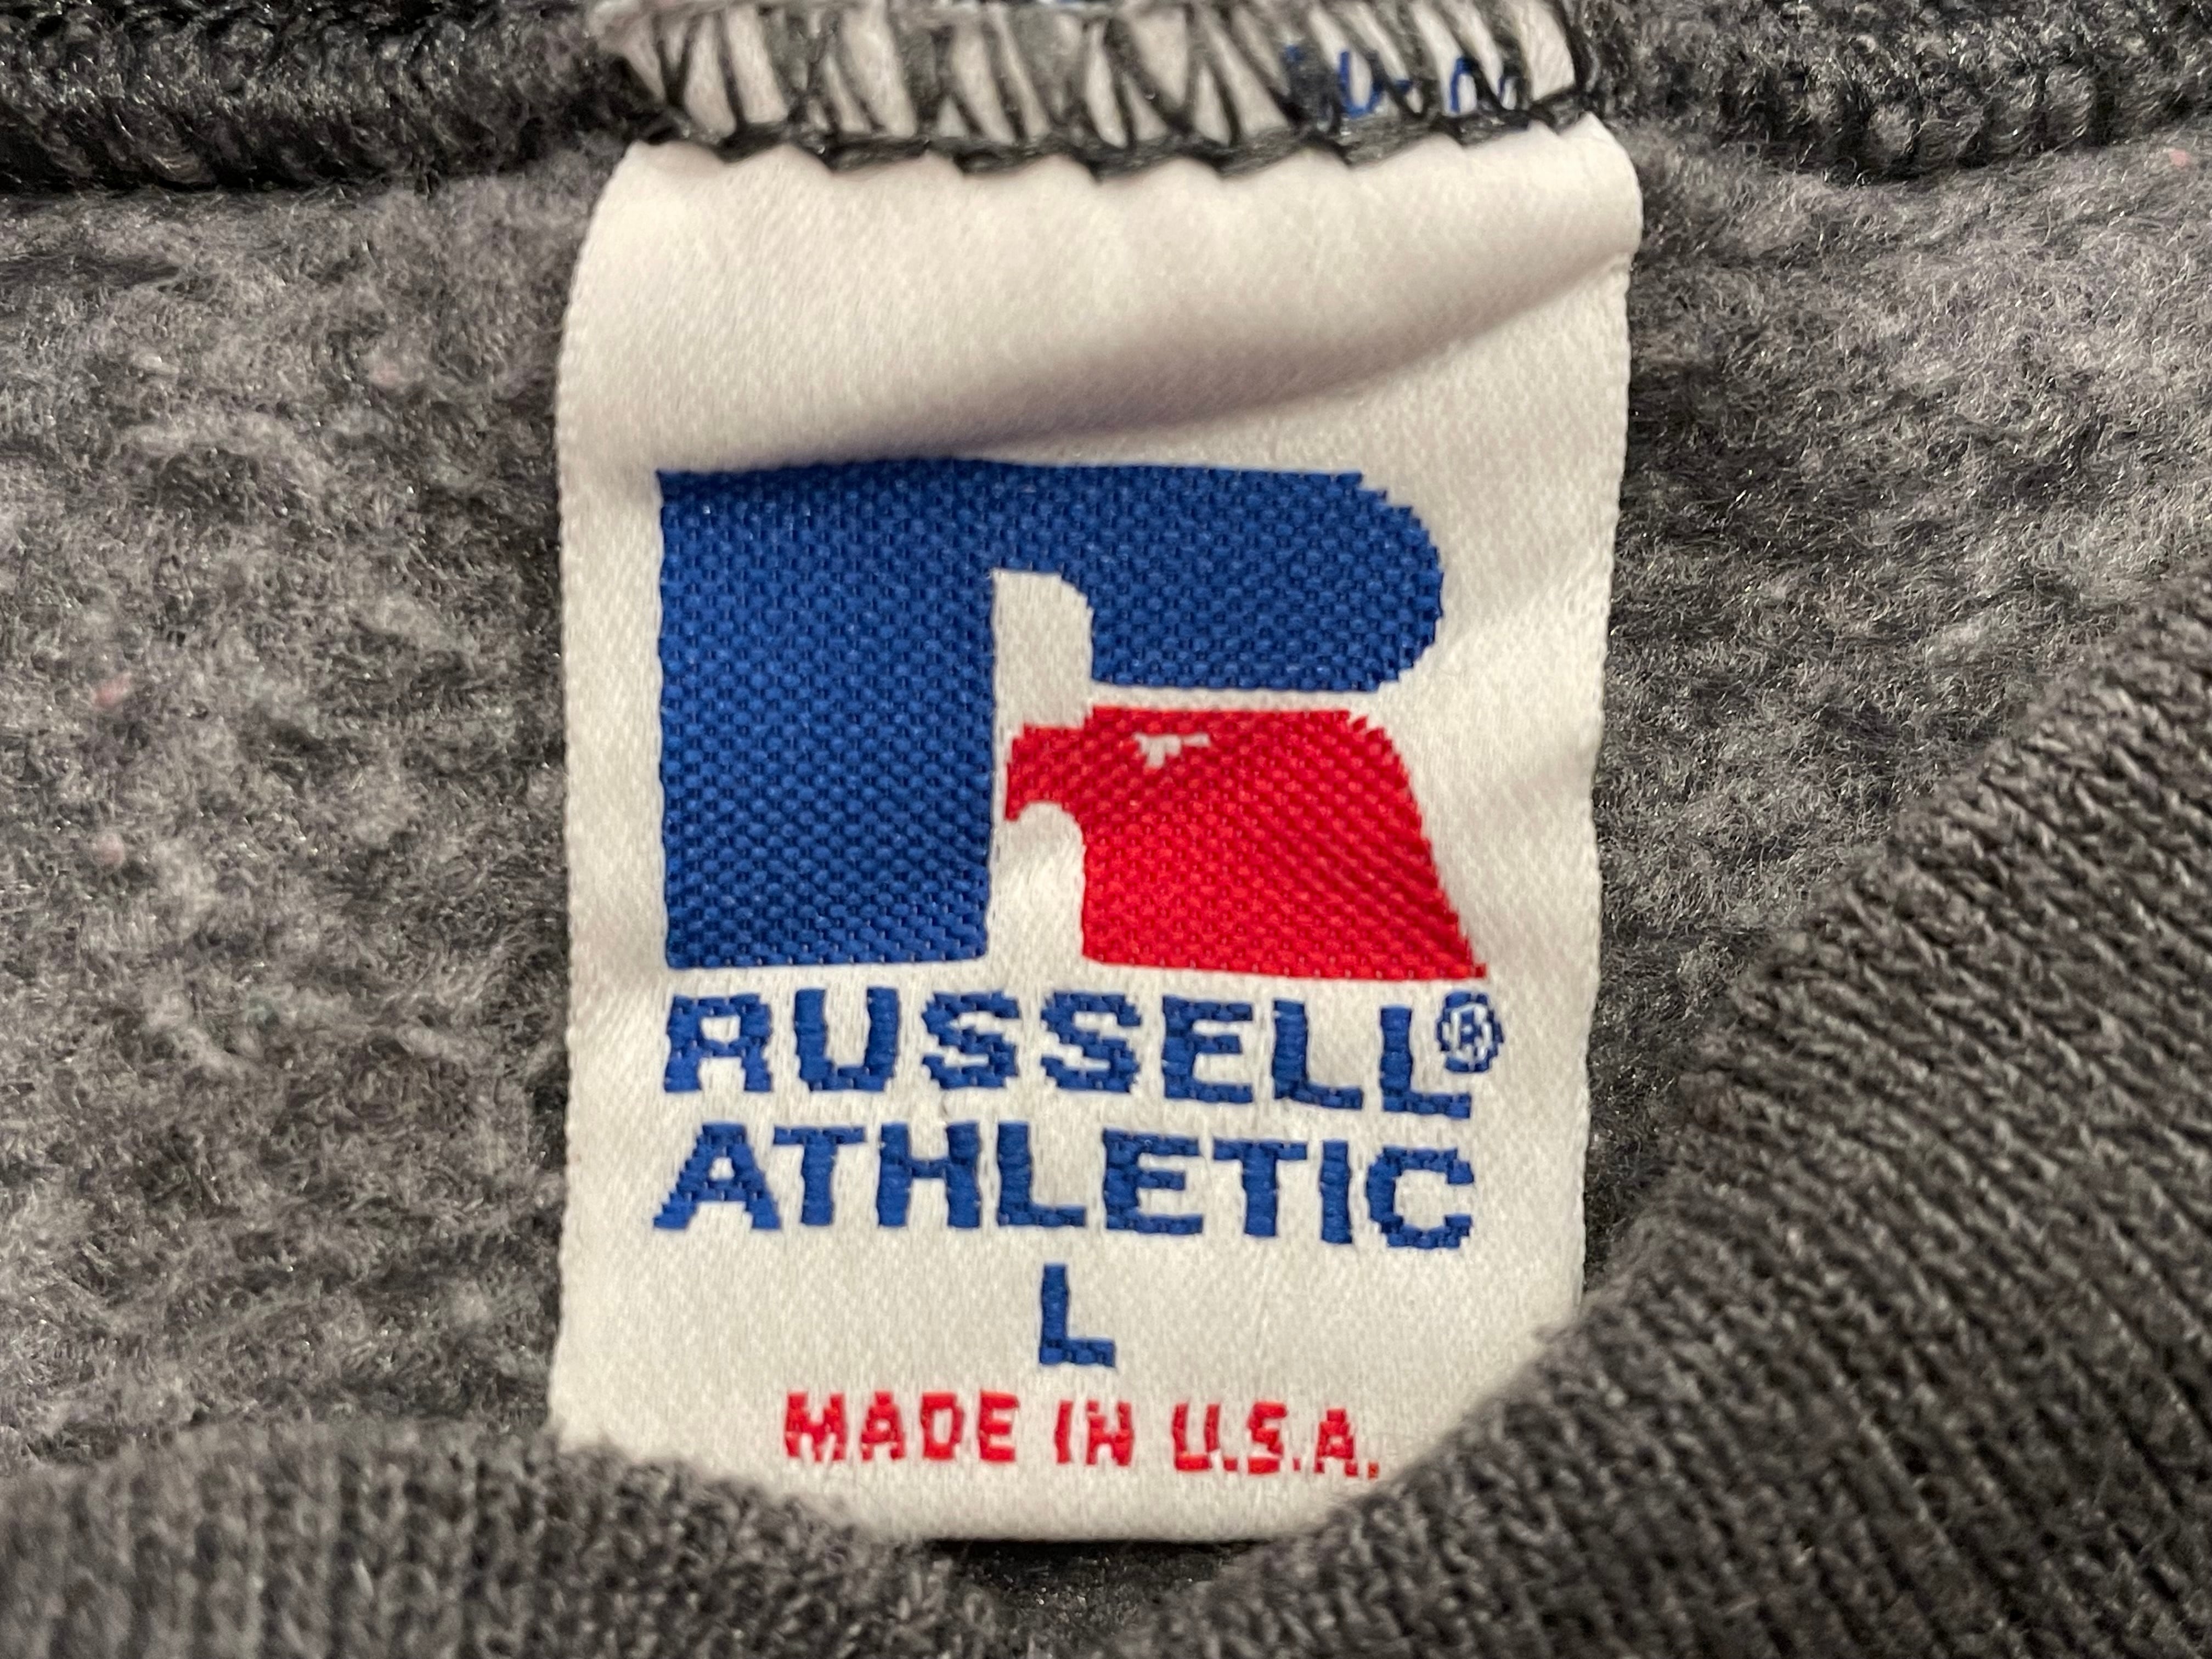 RUSSELL®
ATHLETIC
L
MADE IN U.S.A.